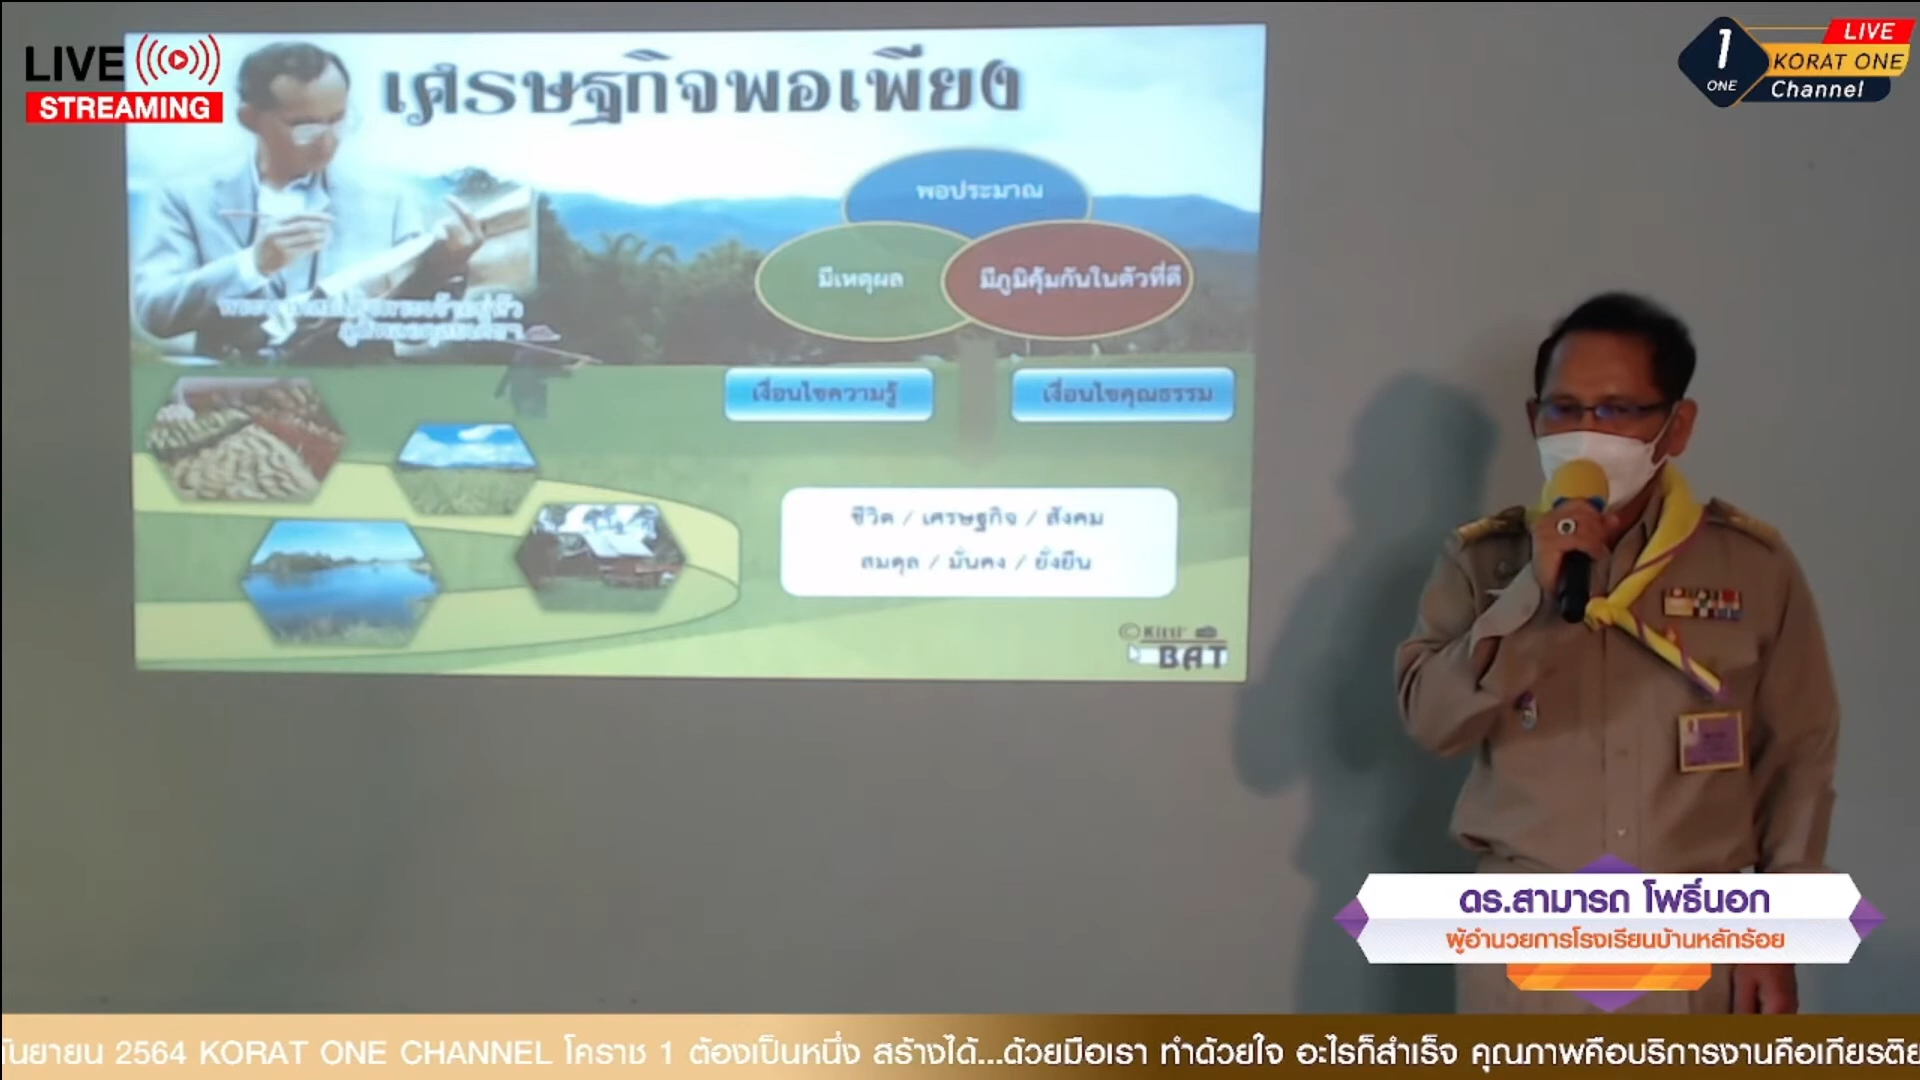 LIVE
STREAMING
1
ONE
LIVE
KORAT ONE
Channel
เศรษฐกิจพอเพียง
พอประมาณ
มีเหตุผล
มีภูมิคุ้มกันในตัวที่ดี
เงื่อนไขความรู้
เงื่อนไขคุณธรรม
ชีวิต / เศรษฐกิจ / สังคม
สมดุล / มั่นคง / ยั่งยืน
BAT
ดร.สามารถ โพธิ์นอก
ผู้อำนวยการโรงเรียนบ้านหลักร้อย
กันยายน 2564 KORAT ONE CHANNEL โคราช 1 ต้องเป็นหนึ่ง สร้างได้...ด้วยมือเรา ทำด้วยใจ อะไรก็สำเร็จ คุณภาพคือบริการงานคือเกียรติย